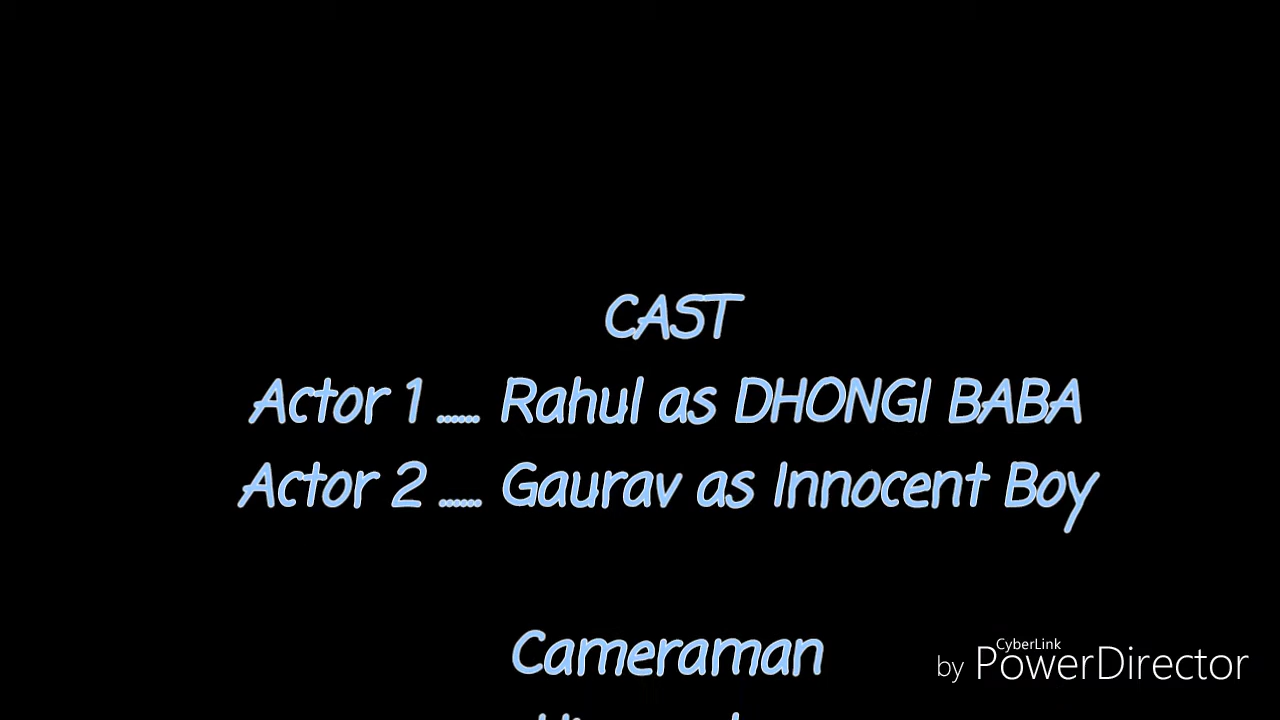 CAST
Actor 1 ...... Rahul as DHONGI BABA
Actor 2 ...... Gaurav as Innocent Boy
Cameraman
CyberLink
by PowerDirector